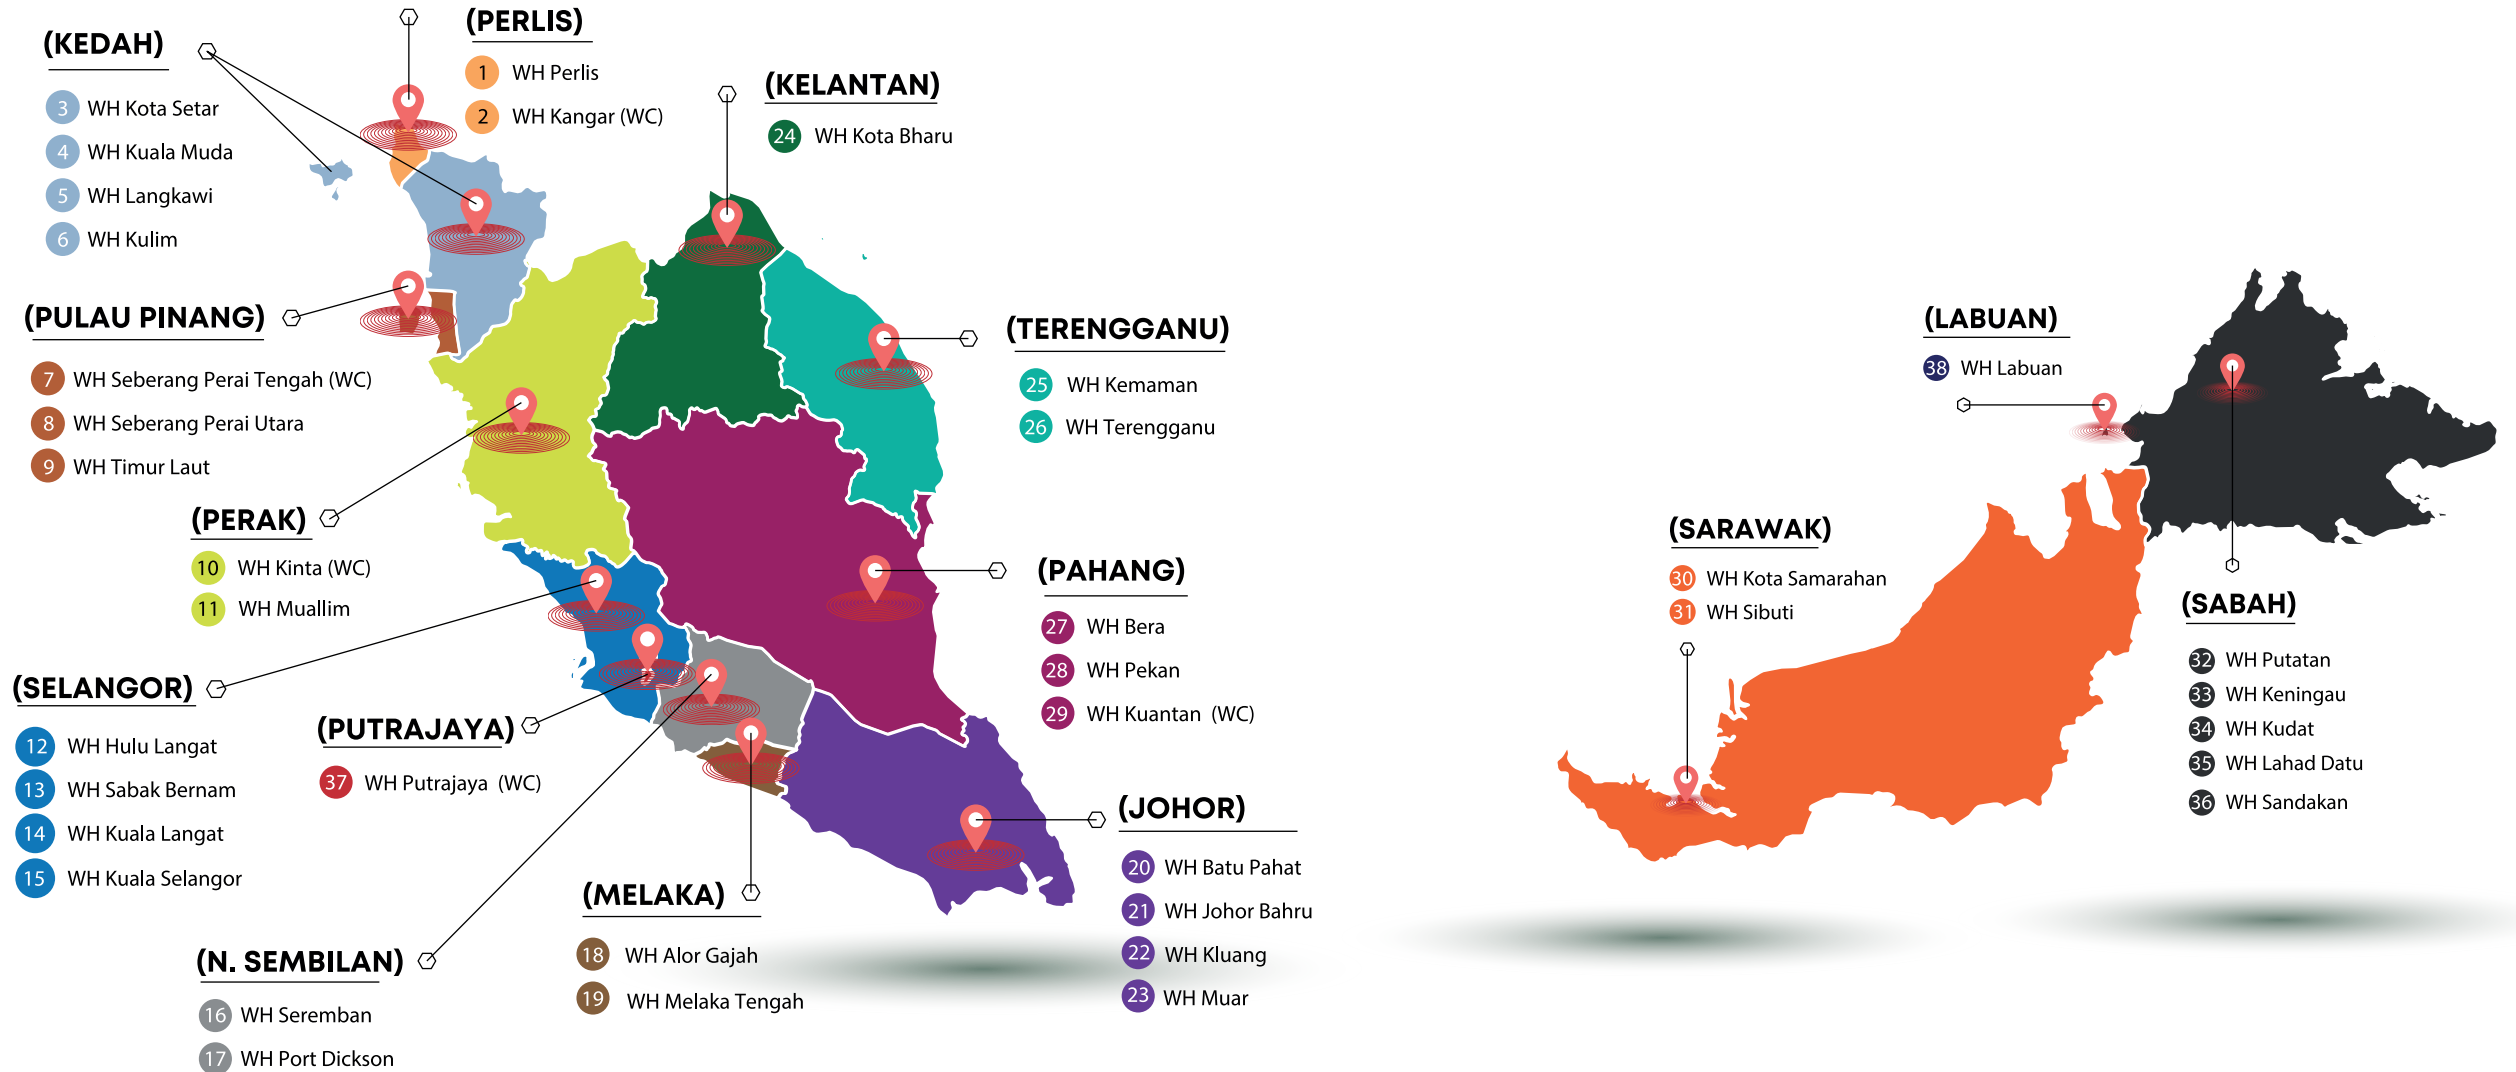 (PERLIS)
1 WH Perlis
2 WH Kangar (WC)
(KEDAH)
3 WH Kota Setar
4 WH Kuala Muda
5 WH Langkawi
6 WH Kulim
(KELANTAN)
24 WH Kota Bharu
(PULAU PINANG)
7 WH Seberang Perai Tengah (WC)
8 WH Seberang Perai Utara
9 WH Timur Laut
(TERENGGANU)
25 WH Kemaman
26 WH Terengganu
(PERAK)
10 WH Kinta (WC)
11 WH Muallim
(PAHANG)
27 WH Bera
28 WH Pekan
29 WH Kuantan (WC)
(SELANGOR)
12 WH Hulu Langat
13 WH Sabak Bernam
14 WH Kuala Langat
15 WH Kuala Selangor
(PUTRAJAYA)
37 WH Putrajaya (WC)
(JOHOR)
20 WH Batu Pahat
21 WH Johor Bahru
22 WH Kluang
23 WH Muar
(MELAKA)
18 WH Alor Gajah
19 WH Melaka Tengah
(N. SEMBILAN)
16 WH Seremban
17 WH Port Dickson
(LABUAN)
38 WH Labuan
(SARAWAK)
30 WH Kota Samarahan
31 WH Sibuti
(SABAH)
32 WH Putatan
33 WH Keningau
34 WH Kudat
35 WH Lahad Datu
36 WH Sandakan